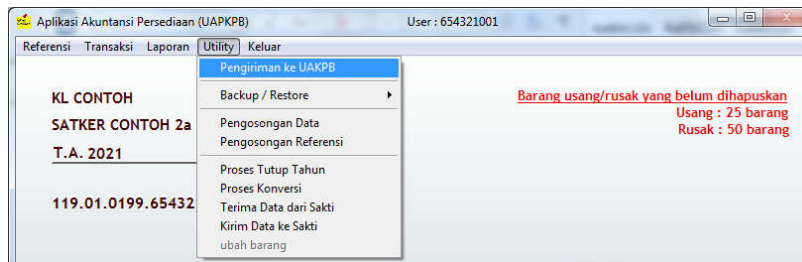 Aplikasi Akuntansi Persediaan (UAPKPB) User : 654321001
Referensi Transaksi Laporan Utility Keluar
Pengiriman ke UAKPB
Backup / Restore
Pengosongan Data
Pengosongan Referensi
Proses Tutup Tahun
Proses Konversi
Terima Data dari Sakti
Kirim Data ke Sakti
ubah barang
KL CONTOH
SATKER CONTOH 2a
T.A. 2021
119.01.0199.65432
Barang usang/rusak yang belum dihapuskan
Usang : 25 barang
Rusak : 50 barang